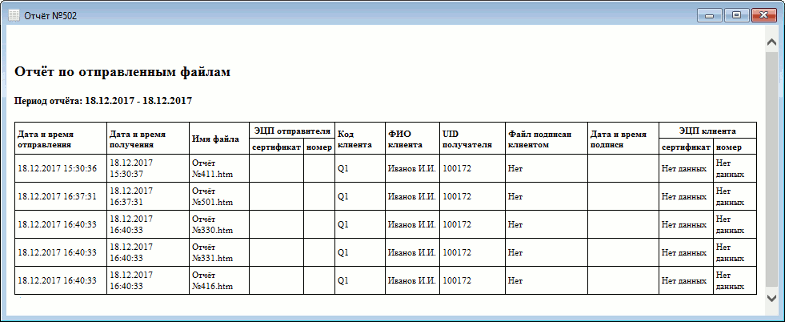 Отчёт №502
Отчёт по отправленным файлам
Период отчёта: 18.12.2017 - 18.12.2017
Дата и время отправления Дата и время получения Имя файла ЭЦП отправителя Код клиента ФИО клиента UID получателя Файл подписан клиентом Дата и время подписи ЭЦП клиента
сертификат номер сертификат номер
18.12.2017 15:30:36 18.12.2017 15:30:37 Отчёт №411.htm Q1 Иванов И.И. 100172 Нет Нет данных Нет данных
18.12.2017 16:37:31 18.12.2017 16:37:31 Отчёт №501.htm Q1 Иванов И.И. 100172 Нет Нет данных Нет данных
18.12.2017 16:40:33 18.12.2017 16:40:33 Отчёт №330.htm Q1 Иванов И.И. 100172 Нет Нет данных Нет данных
18.12.2017 16:40:33 18.12.2017 16:40:33 Отчёт №331.htm Q1 Иванов И.И. 100172 Нет Нет данных Нет данных
18.12.2017 16:40:33 18.12.2017 16:40:33 Отчёт №416.htm Q1 Иванов И.И. 100172 Нет Нет данных Нет данных